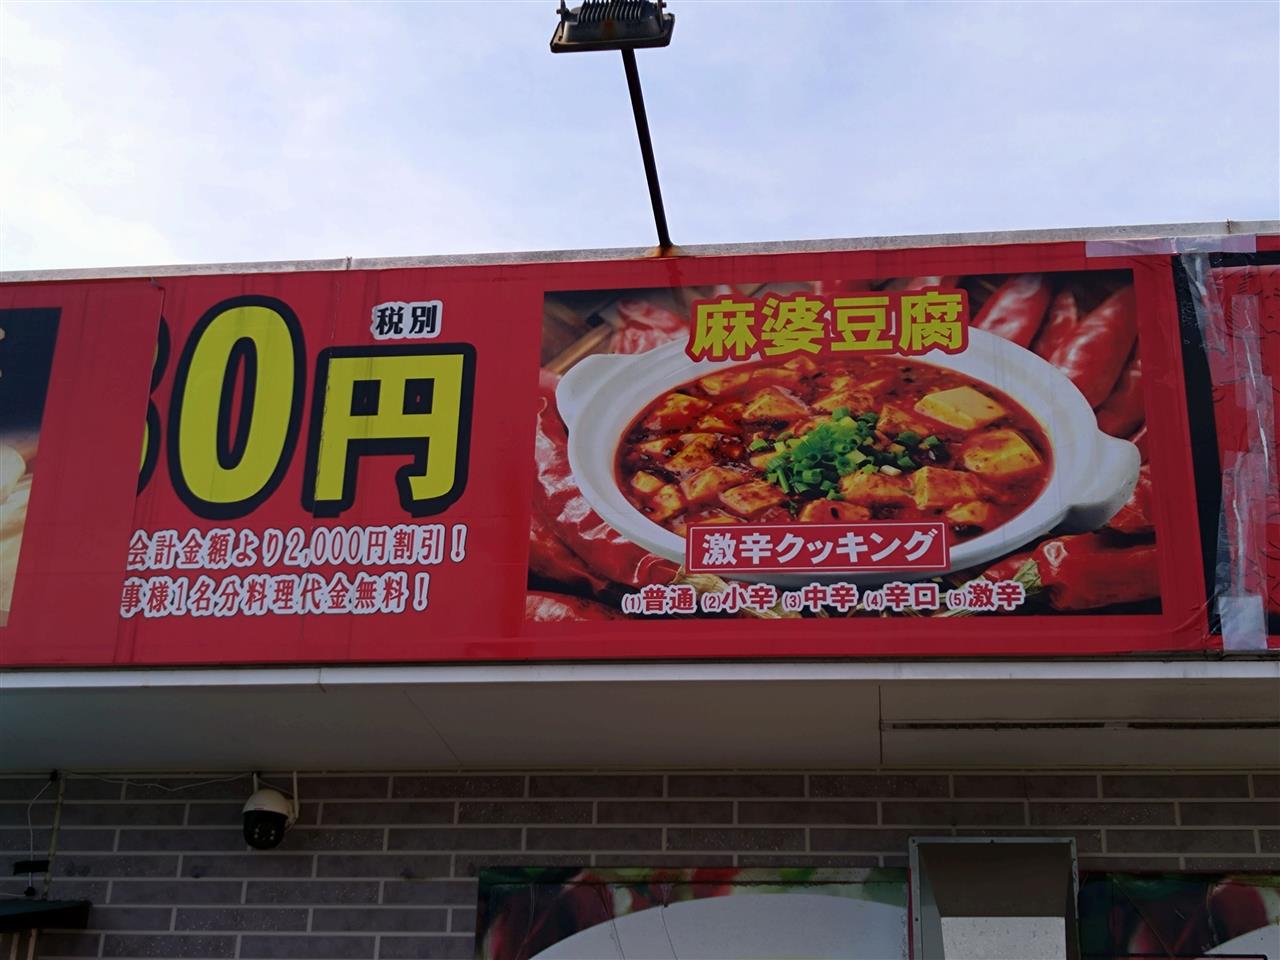 税別
80円
会計金額より2,000円割引!
事様1名分料理代金無料!
麻婆豆腐
激辛クッキング
(1)普通 (2)小辛 (3)中辛 (4)辛口 (5)激辛